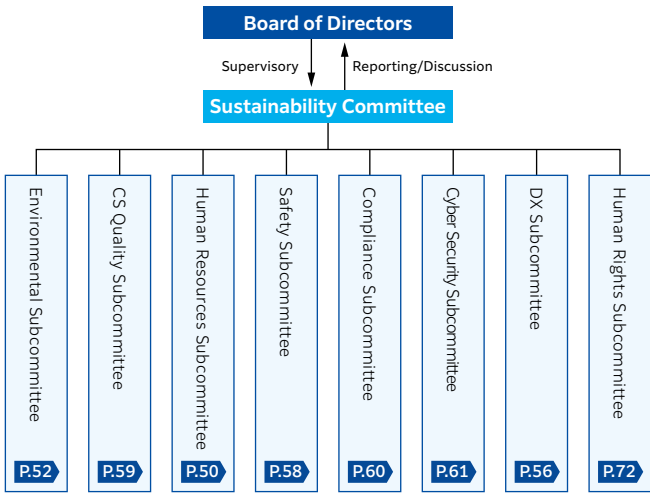 Board of Directors
Supervisory
Reporting/Discussion
Sustainability Committee
Environmental Subcommittee
CS Quality Subcommittee
Human Resources Subcommittee
Safety Subcommittee
Compliance Subcommittee
Cyber Security Subcommittee
DX Subcommittee
Human Rights Subcommittee
P.52
P.59
P.50
P.58
P.60
P.61
P.56
P.72